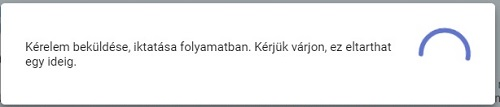 Kérelem beküldése, iktatása folyamatban. Kérjük várjon, ez eltarthat
egy ideig.